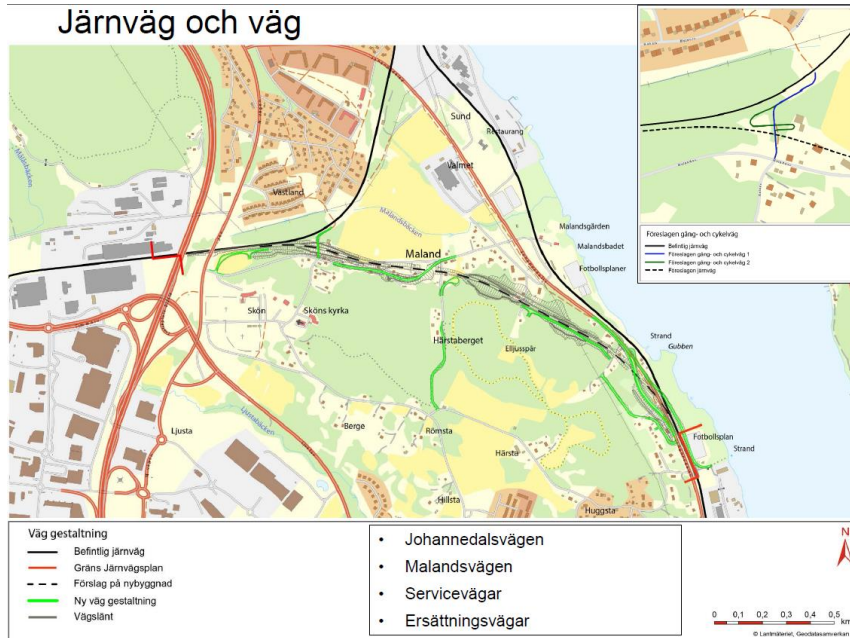 Järnväg och väg
Sund
Restaurang
Valmet
Västland
Malandsbäcken
Malandsgården
Malandsbadet
Fotbollsplaner
Maland
Skön
Sköns kyrka
Härstaberget
Elljusspår
Strand
Gubben
Ljusta
Ljustabäcken
Berge
Römsta
Härsta
Fotbollsplan
Strand
Hillsta
Huggsta
Föreslagen gång- och cykelväg
Befintlig järnväg
Föreslagen gång- och cykelväg 1
Föreslagen gång- och cykelväg 2
Föreslagen järnväg
Väg gestaltning
Befintlig järnväg
Gräns Järnvägsplan
Förslag på nybyggnad
Ny väg gestaltning
Vägslänt
• Johannedalsvägen
• Malandsvägen
• Servicevägar
• Ersättningsvägar
N
0 0,1 0,2 0,3 0,4 0,5
km
© Lantmäteriet, Geodatasamverkan